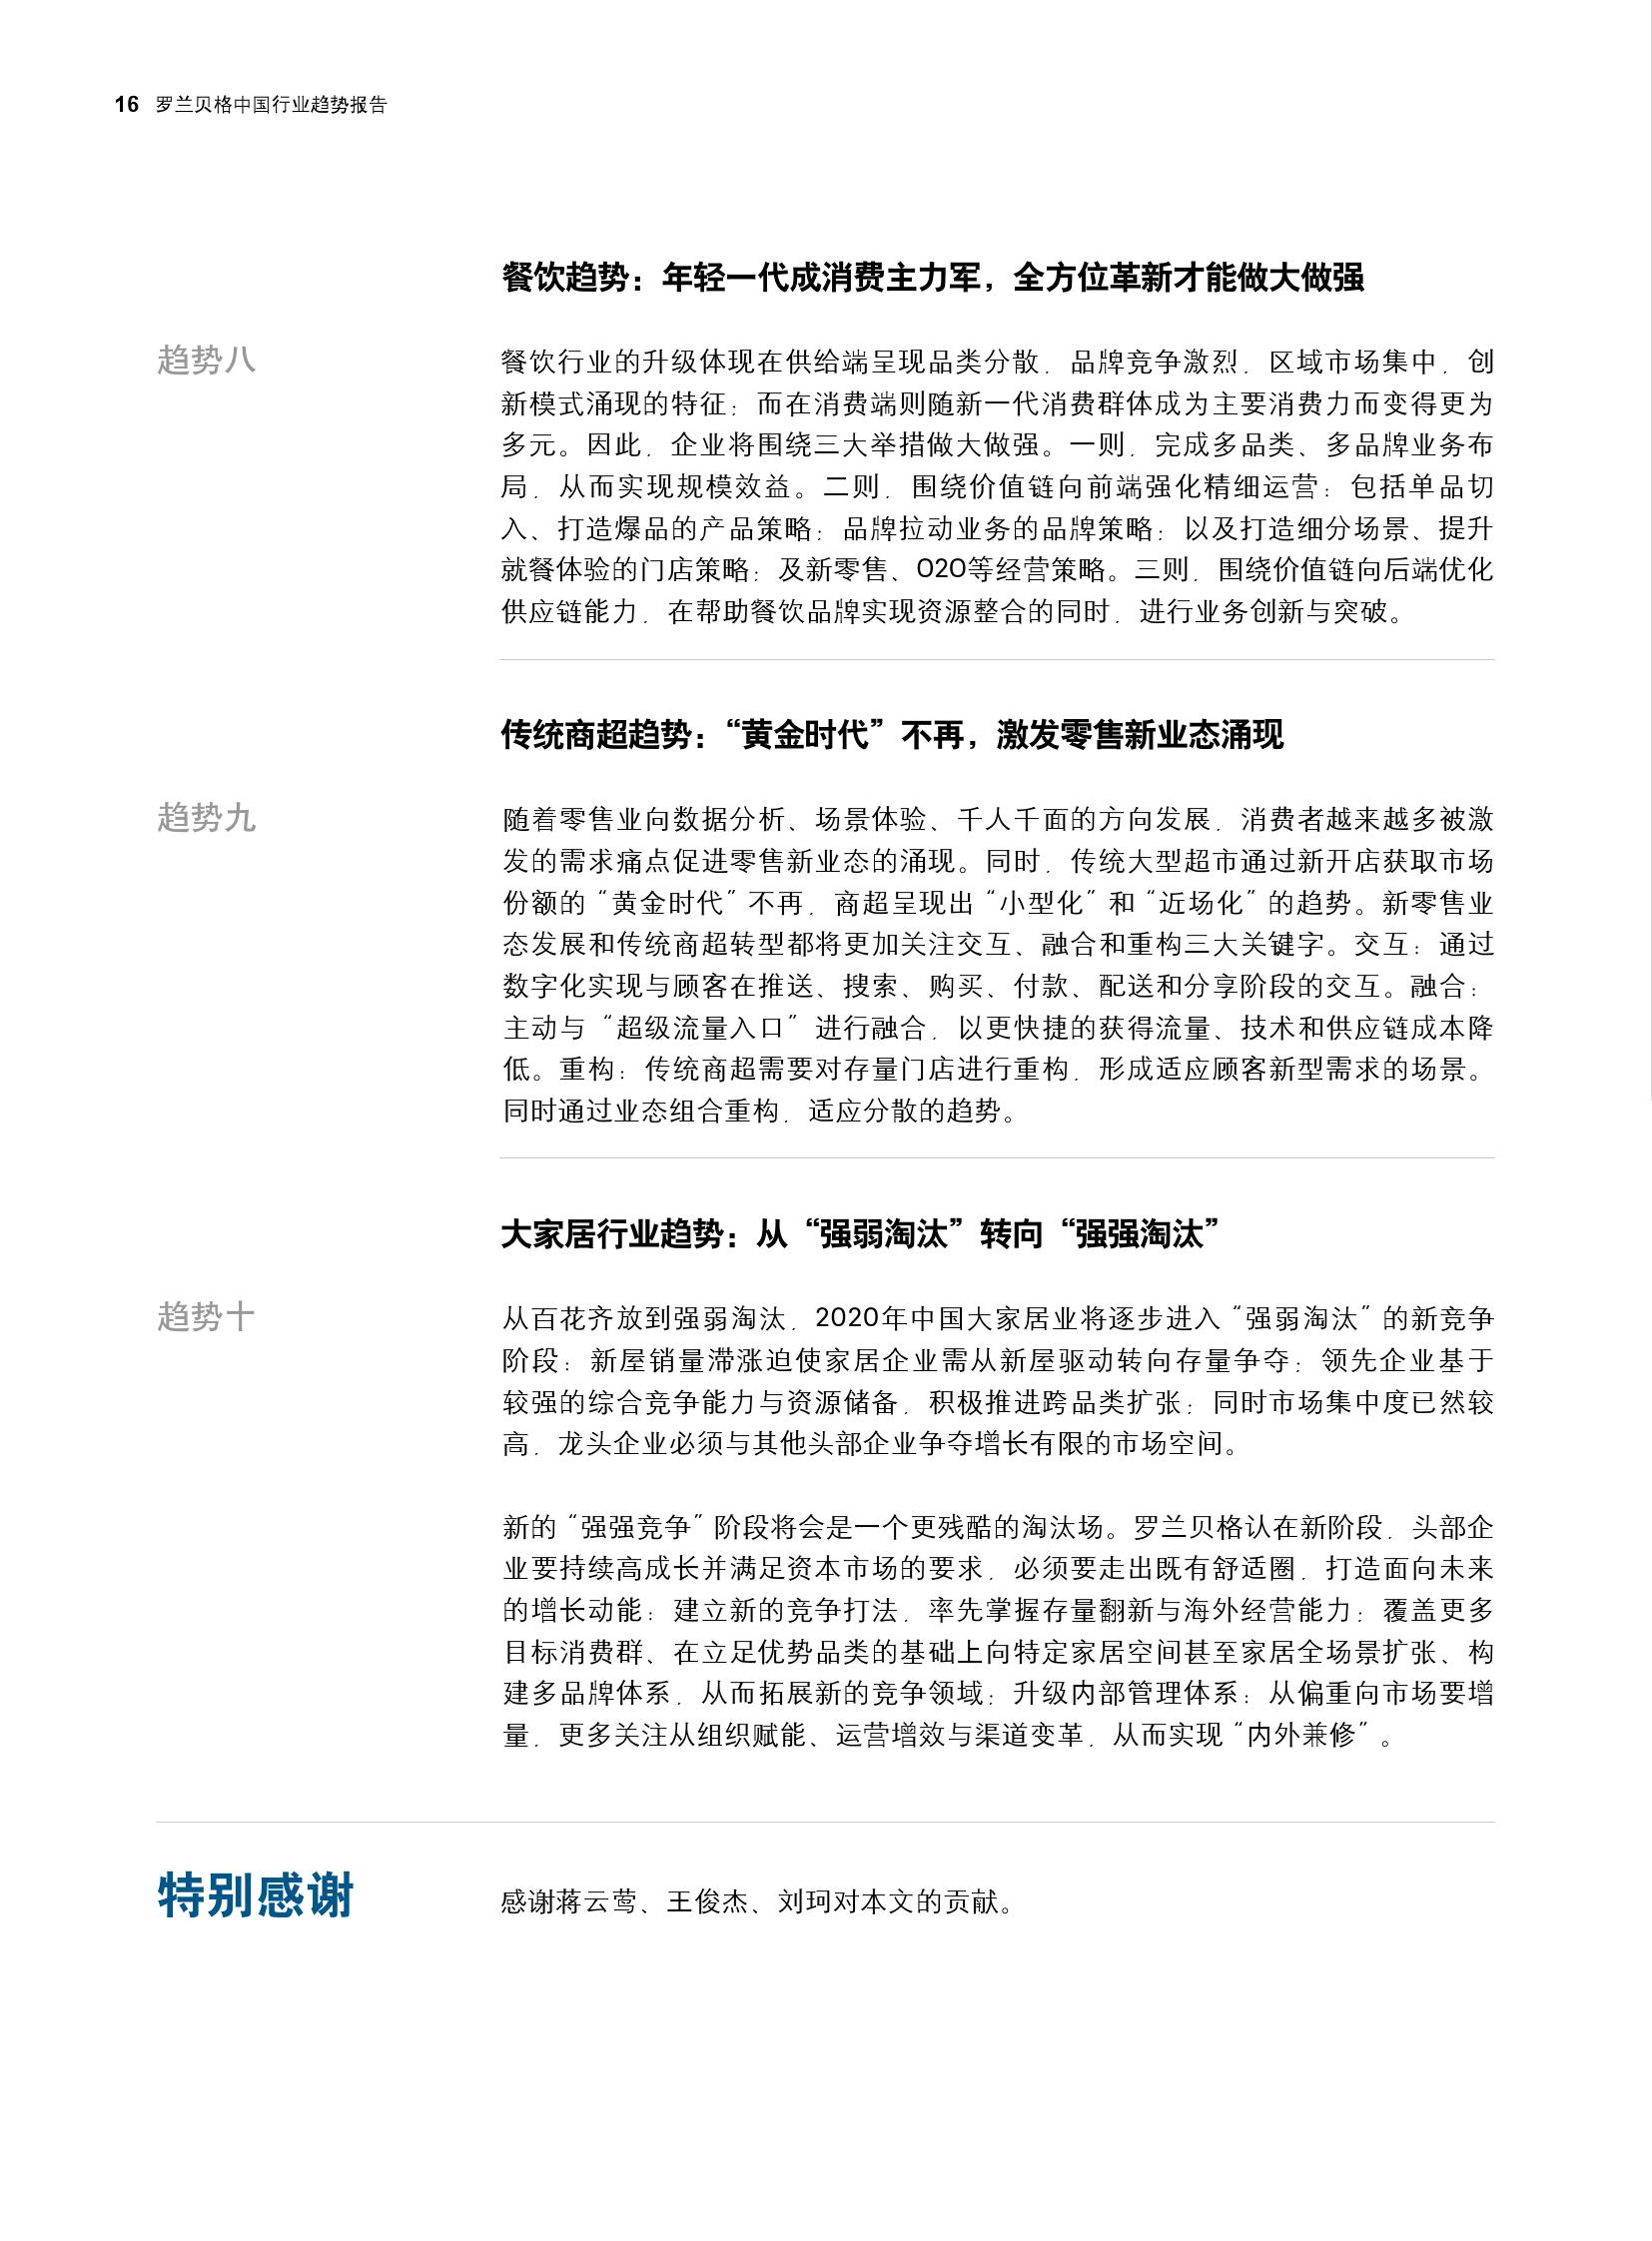 16 罗兰贝格中国行业趋势报告
餐饮趋势：年轻一代成消费主力军，全方位革新才能做大做强
趋势八
餐饮行业的升级体现在供给端呈现品类分散，品牌竞争激烈，区域市场集中，创
新模式涌现的特征；而在消费端则随新一代消费群体成为主要消费力而变得更为
多元。因此，企业将围绕三大举措做大做强。一则，完成多品类、多品牌业务布
局，从而实现规模效益。二则，围绕价值链向前端强化精细运营：包括单品切
入、打造爆品的产品策略；品牌拉动业务的品牌策略；以及打造细分场景、提升
就餐体验的门店策略；及新零售、O2O等经营策略。三则，围绕价值链向后端优化
供应链能力，在帮助餐饮品牌实现资源整合的同时，进行业务创新与突破。
传统商超趋势：“黄金时代”不再，激发零售新业态涌现
趋势九
随着零售业向数据分析、场景体验、千人千面的方向发展，消费者越来越多被激
发的需求痛点促进零售新业态的涌现。同时，传统大型超市通过新开店获取市场
份额的“黄金时代”不再，商超呈现出“小型化”和“近场化”的趋势。新零售业
态发展和传统商超转型都将更加关注交互、融合和重构三大关键字。交互：通过
数字化实现与顾客在推送、搜索、购买、付款、配送和分享阶段的交互。融合：
主动与“超级流量入口”进行融合，以更快捷的获得流量、技术和供应链成本降
低。重构：传统商超需要对存量门店进行重构，形成适应顾客新型需求的场景。
同时通过业态组合重构，适应分散的趋势。
大家居行业趋势：从“强弱淘汰”转向“强强淘汰”
趋势十
从百花齐放到强弱淘汰，2020年中国大家居业将逐步进入“强弱淘汰”的新竞争
阶段：新屋销量滞涨迫使家居企业需从新屋驱动转向存量争夺；领先企业基于
较强的综合竞争能力与资源储备，积极推进跨品类扩张；同时市场集中度已然较
高，龙头企业必须与其他头部企业争夺增长有限的市场空间。
新的“强强竞争”阶段将会是一个更残酷的淘汰场。罗兰贝格认在新阶段，头部企
业要持续高成长并满足资本市场的要求，必须要走出既有舒适圈，打造面向未来
的增长动能：建立新的竞争打法，率先掌握存量翻新与海外经营能力；覆盖更多
目标消费群、在立足优势品类的基础上向特定家居空间甚至家居全场景扩张、构
建多品牌体系，从而拓展新的竞争领域；升级内部管理体系：从偏重向市场要增
量，更多关注从组织赋能、运营增效与渠道变革，从而实现“内外兼修”。
特别感谢
感谢蒋云莺、王俊杰、刘珂对本文的贡献。